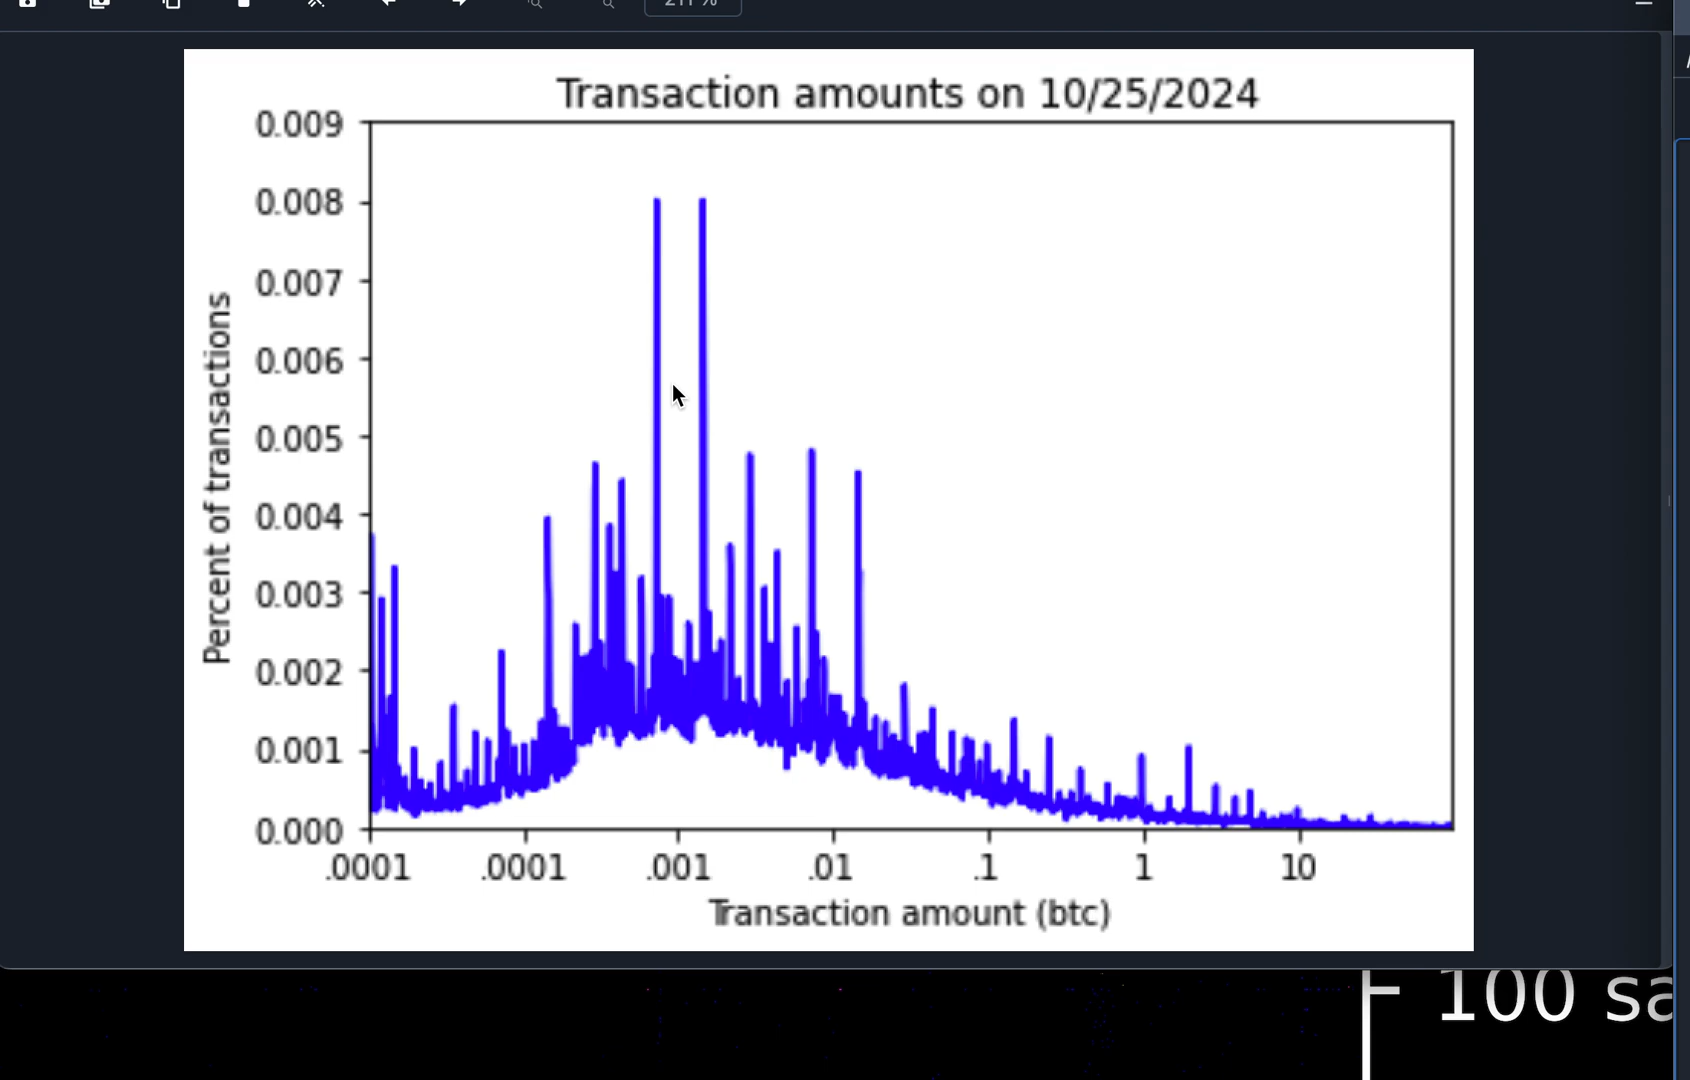 Transaction amounts on 10/25/2024
0.009
0.008
0.007
0.006
0.005
0.004
0.003
0.002
0.001
0.000
Percent of transactions
.0001 .0001 .001 .01 .1 1 10
Transaction amount (btc)
100 sa